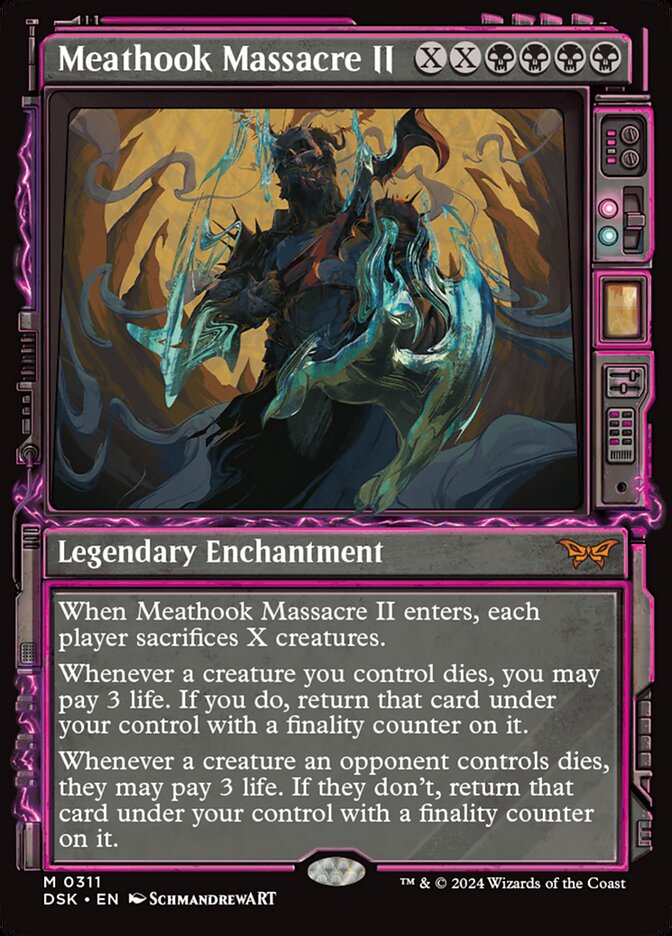 Meathook Massacre II X X
Legendary Enchantment
When Meathook Massacre II enters, each
player sacrifices X creatures.
Whenever a creature you control dies, you may
pay 3 life. If you do, return that card under
your control with a finality counter on it.
Whenever a creature an opponent controls dies,
they may pay 3 life. If they don't, return that
card under your control with a finality counter
on it.
M 0311
DSK • EN SCHMANDREWART
™ & © 2024 Wizards of the Coast